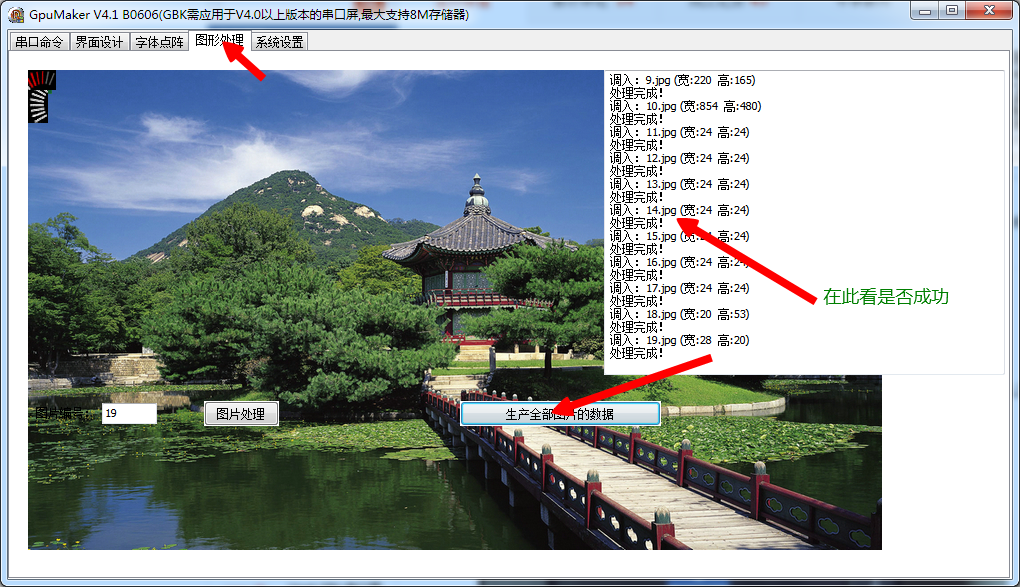 GpuMaker V4.1 B0606(GBK需应用于V4.0以上版本的串口屏,最大支持8M存储器)
串口命令 界面设计 字体点阵 图形处理 系统设置
调入: 9.jpg (宽:220 高:165)
处理完成!
调入: 10.jpg (宽:854 高:480)
处理完成!
调入: 11.jpg (宽:24 高:24)
处理完成!
调入: 12.jpg (宽:24 高:24)
处理完成!
调入: 13.jpg (宽:24 高:24)
处理完成!
调入: 14.jpg (宽:24 高:24)
处理完成!
调入: 15.jpg (宽:24 高:24)
处理完成!
调入: 16.jpg (宽:24 高:24)
处理完成!
调入: 17.jpg (宽:24 高:24)
处理完成!
调入: 18.jpg (宽:20 高:53)
处理完成!
调入: 19.jpg (宽:28 高:20)
处理完成!
在此看是否成功
图片编号: 19 图片处理 生产全部图片的数据